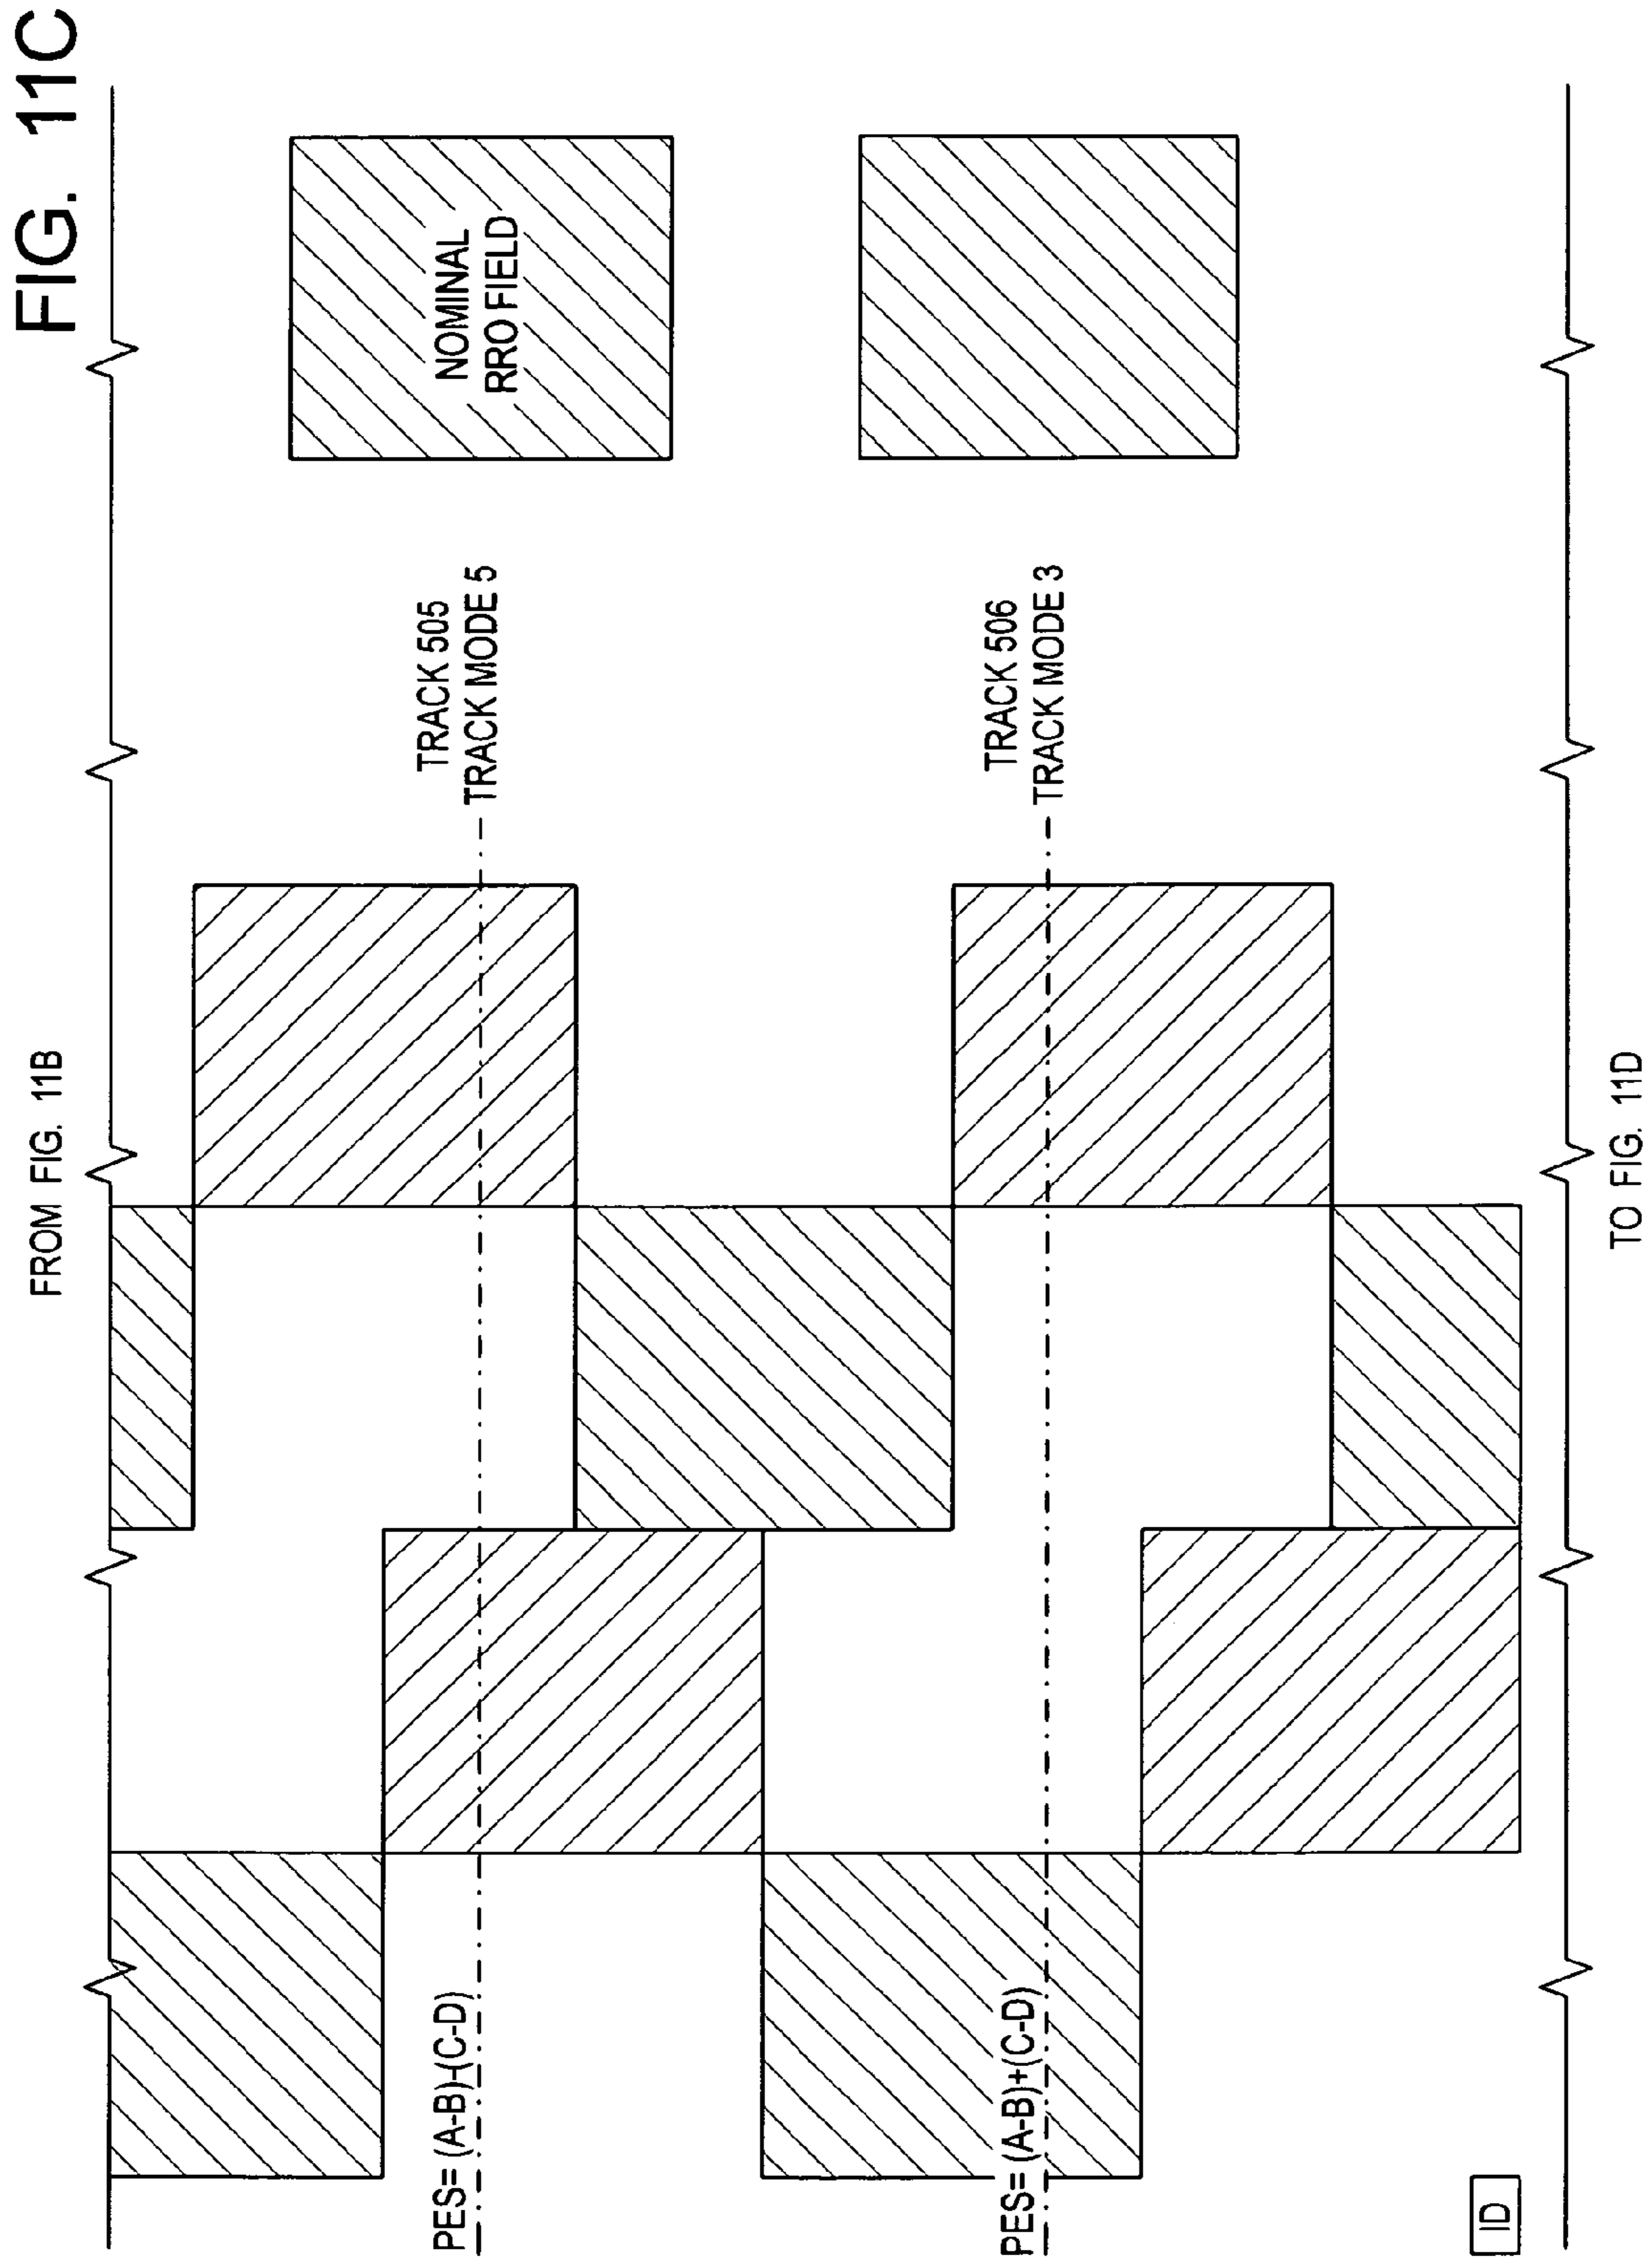 FIG. 11C
FROM FIG. 11B
NOMINAL
RRO FIELD
TRACK 505
TRACK MODE 5
PES= (A-B)-(C-D)
TRACK 506
TRACK MODE 3
PES= (A-B)+(C-D)
ID
TO FIG. 11D